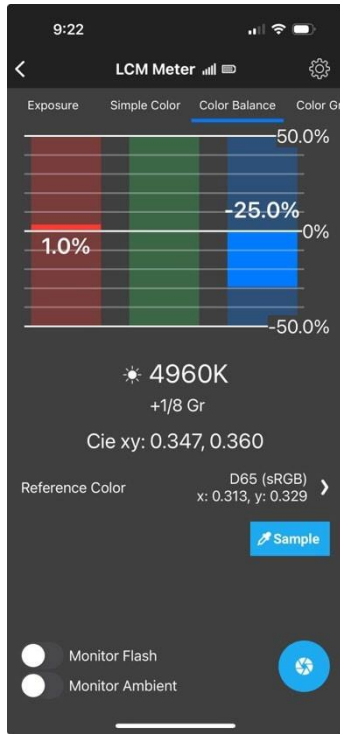 9:22
LCM Meter
Exposure Simple Color Color Balance Color Gr
50.0%
-25.0%
0%
1.0%
-50.0%
4960K
+1/8 Gr
Cie xy: 0.347, 0.360
Reference Color
D65 (sRGB)
x: 0.313, y: 0.329
Sample
Monitor Flash
Monitor Ambient